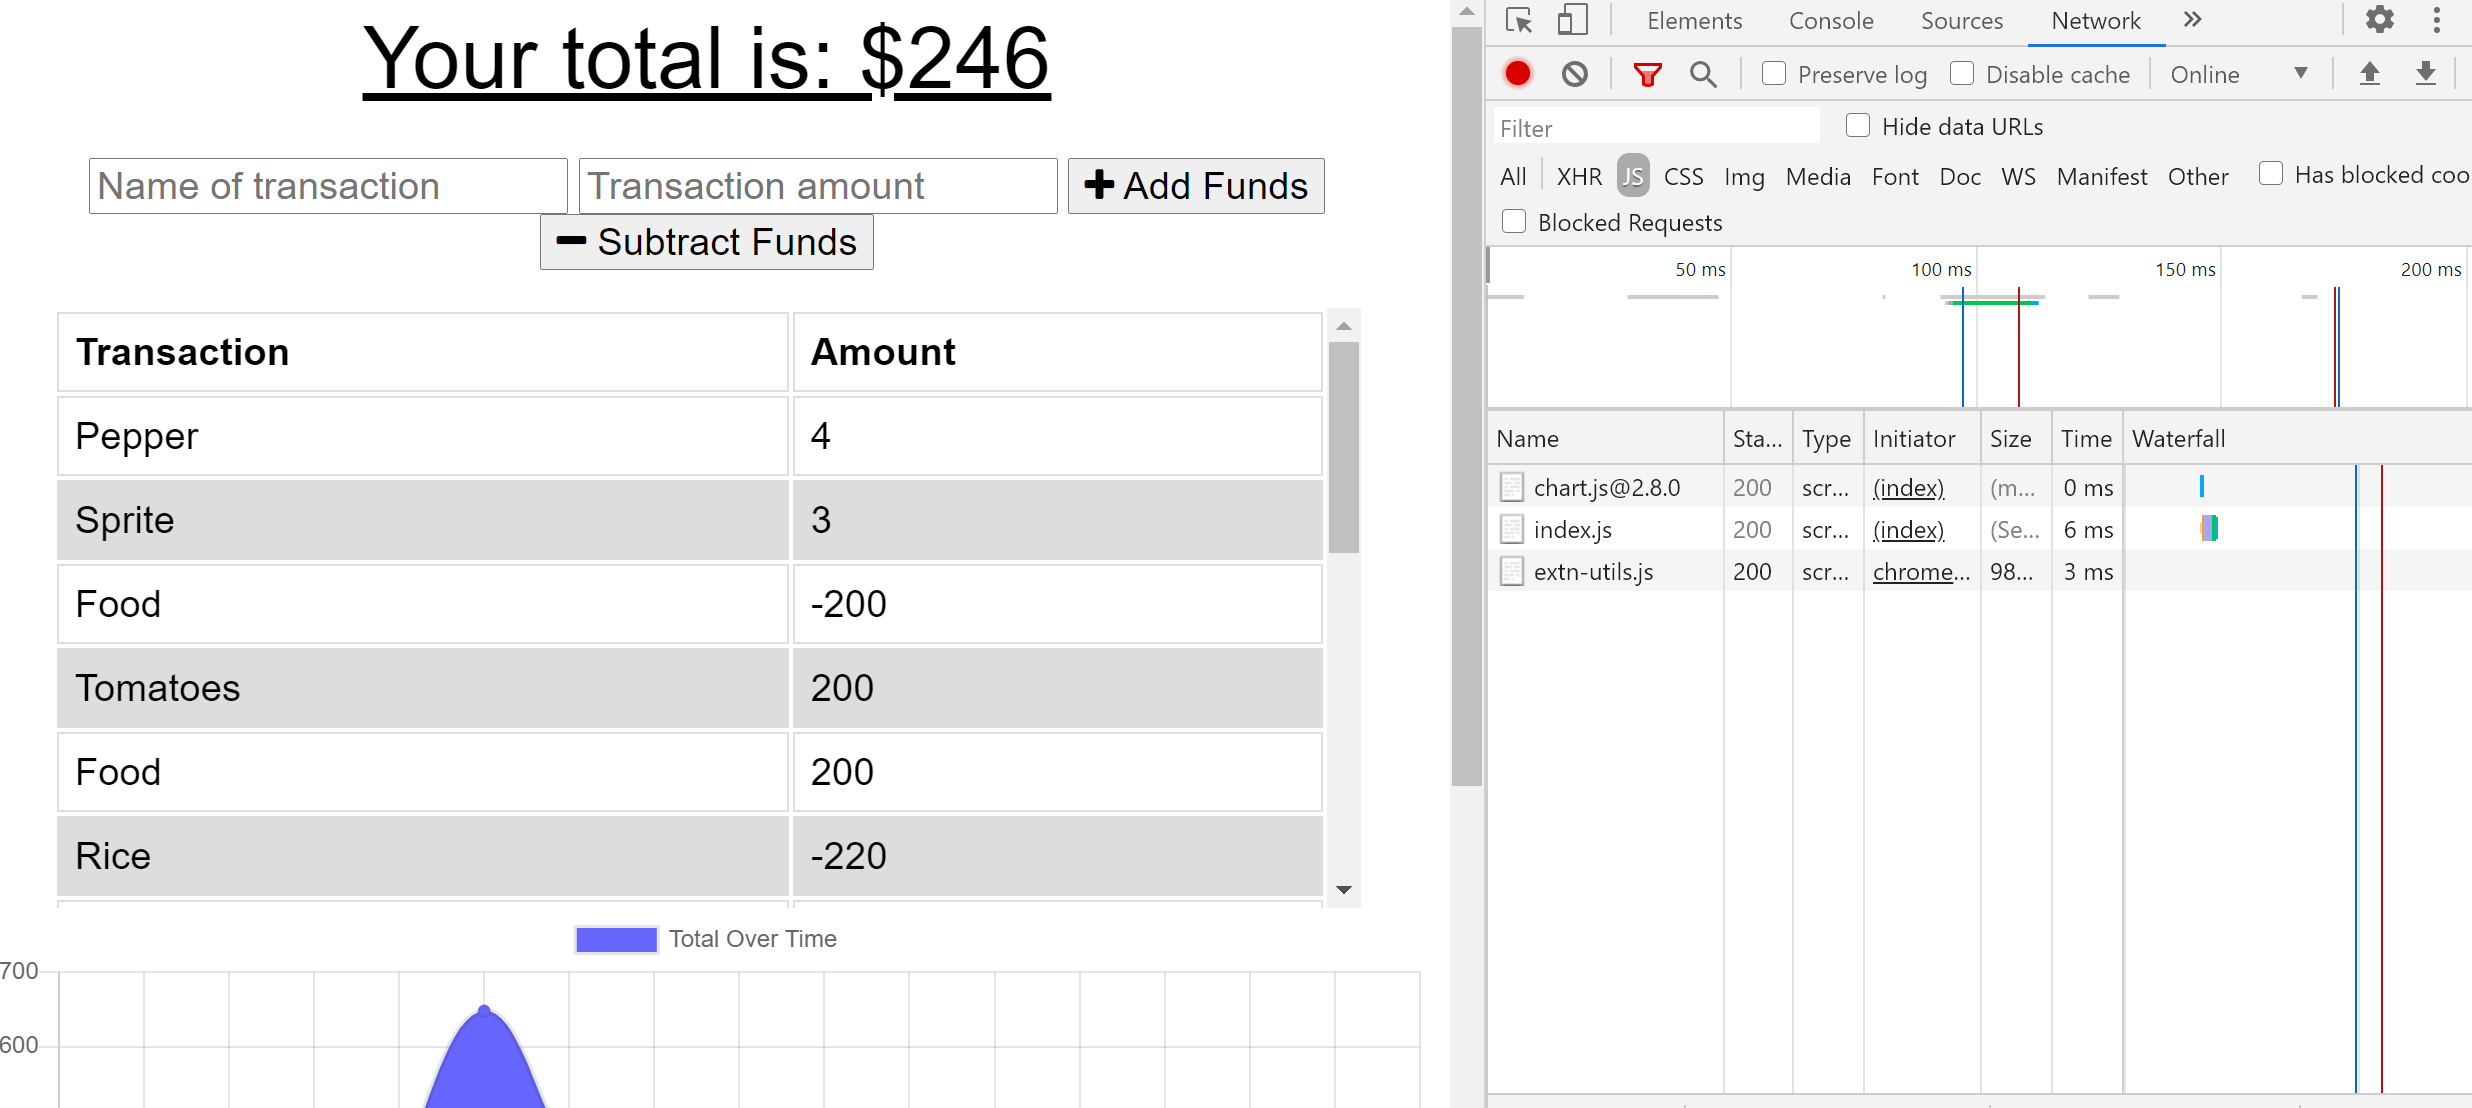 Your total is: $246
Name of transaction Transaction amount Add Funds
Subtract Funds
Transaction Amount
Pepper 4
Sprite 3
Food -200
Tomatoes 200
Food 200
Rice -220
Total Over Time
700
600
Elements Console Sources Network
Preserve log Disable cache Online
Filter Hide data URLs
All XHR JS CSS Img Media Font Doc WS Manifest Other Has blocked coo
Blocked Requests
50 ms 100 ms 150 ms 200 ms
Name Sta... Type Initiator Size Time Waterfall
chart.js@2.8.0 200 scr... (index) (m... 0 ms
index.js 200 scr... (index) (Se... 6 ms
extn-utils.js 200 scr... chrome... 98... 3 ms